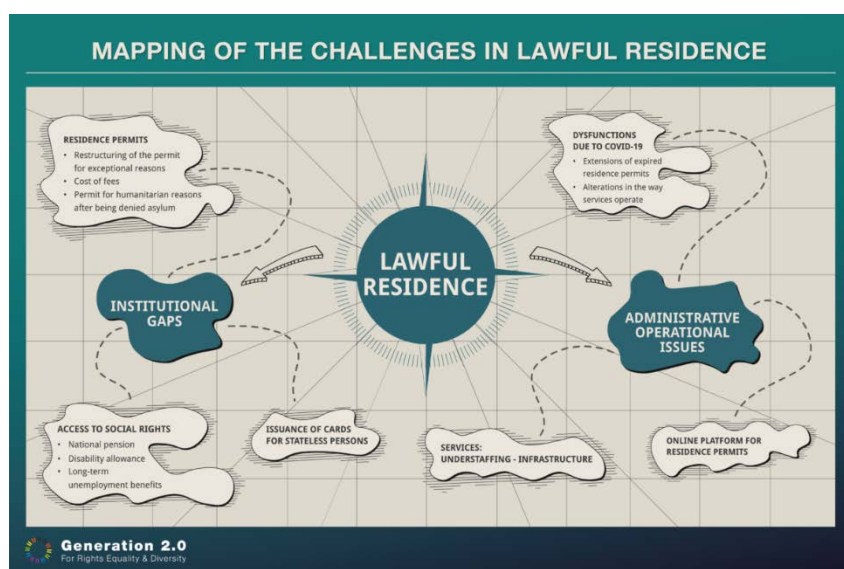 MAPPING OF THE CHALLENGES IN LAWFUL RESIDENCE
RESIDENCE PERMITS
• Restructuring of the permit
for exceptional reasons
• Cost of fees
• Permit for humanitarian reasons
after being denied asylum
DYSFUNCTIONS
DUE TO COVID-19
• Extensions of expired
residence permits
• Alterations in the way
services operate
LAWFUL
RESIDENCE
INSTITUTIONAL
GAPS
ADMINISTRATIVE
OPERATIONAL
ISSUES
ACCESS TO SOCIAL RIGHTS
• National pension
• Disability allowance
• Long-term
unemployment benefits
ISSUANCE OF CARDS
FOR STATELESS PERSONS
SERVICES:
UNDERSTAFFING - INFRASTRUCTURE
ONLINE PLATFORM FOR
RESIDENCE PERMITS
Generation 2.0
For Rights Equality & Diversity